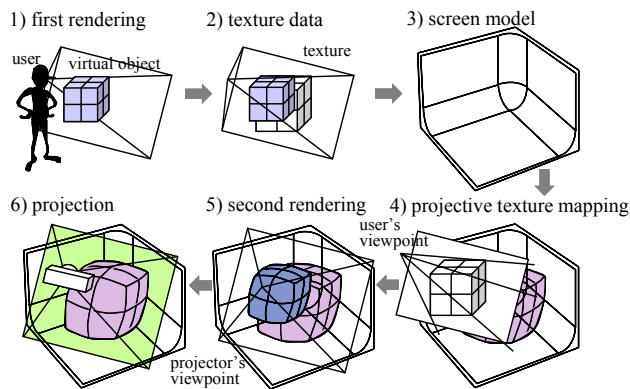 1) first rendering
2) texture data
3) screen model
user
virtual object
texture
6) projection
5) second rendering
4) projective texture mapping
user's
viewpoint
projector's
viewpoint